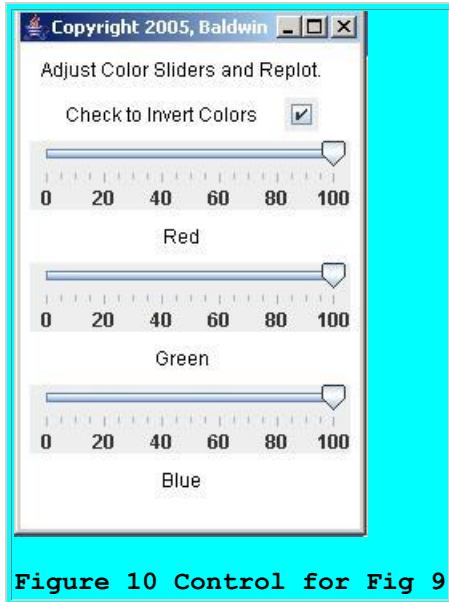 Copyright 2005, Baldwin
Adjust Color Sliders and Replot.
Check to Invert Colors
0 20 40 60 80 100
Red
0 20 40 60 80 100
Green
0 20 40 60 80 100
Blue
Figure 10 Control for Fig 9